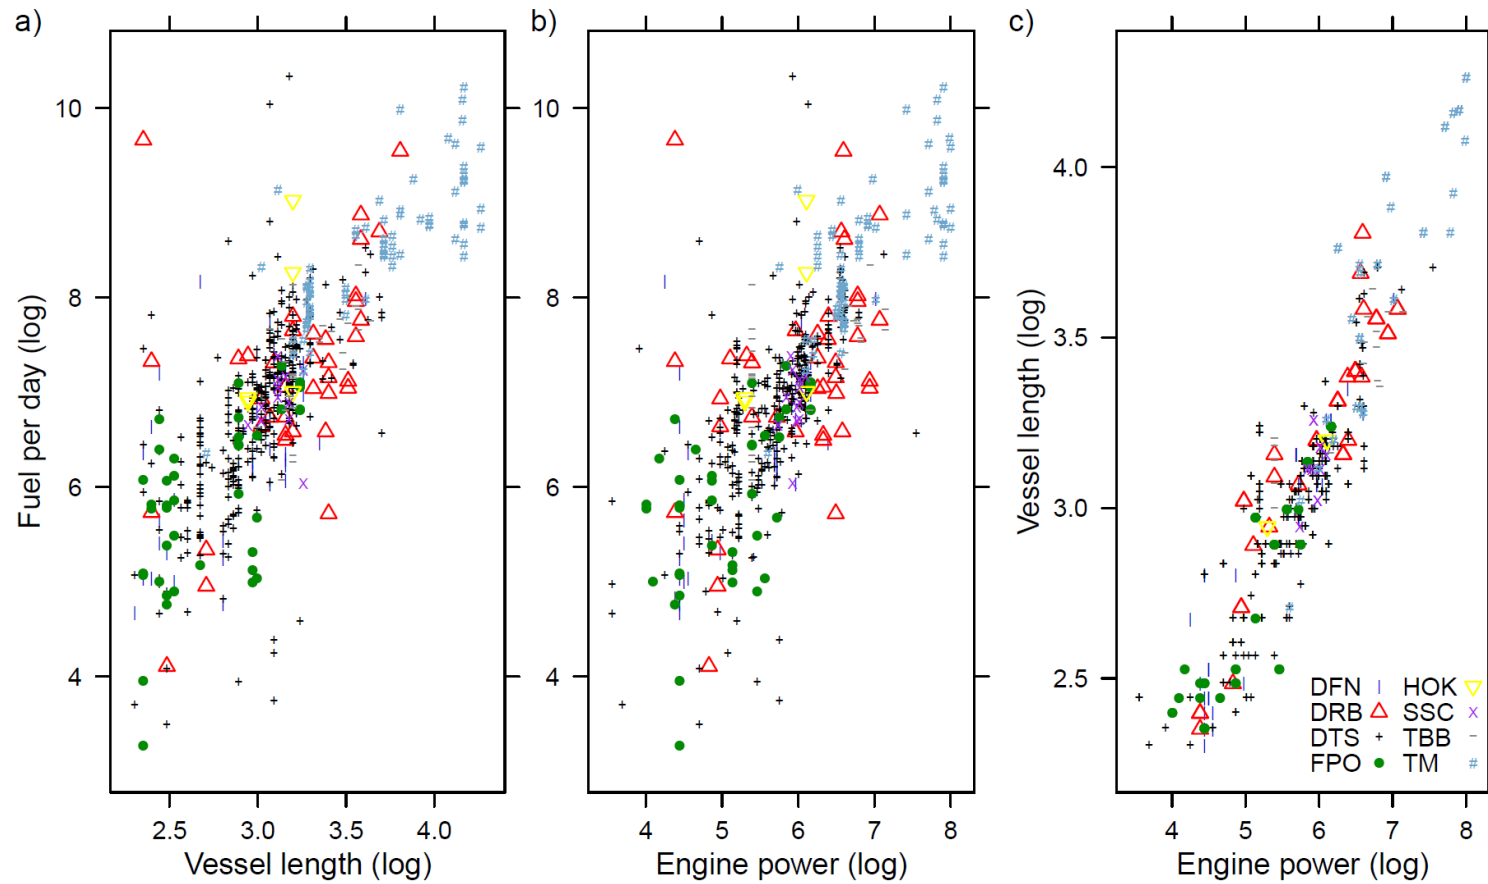 a)
b)
c)
10
8
6
4
Fuel per day (log)
2.5 3.0 3.5 4.0
Vessel length (log)
10
8
6
4
4 5 6 7 8
Engine power (log)
4.0
3.5
3.0
2.5
Vessel length (log)
DFN | HOK
DRB SSC x
DTS + TBB –
FPO TM #
4 5 6 7 8
Engine power (log)